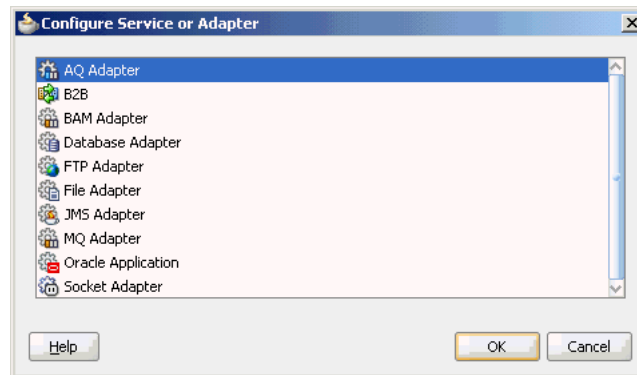 Configure Service or Adapter
AQ Adapter
B2B
BAM Adapter
Database Adapter
FTP Adapter
File Adapter
JMS Adapter
MQ Adapter
Oracle Application
Socket Adapter
Help
OK
Cancel